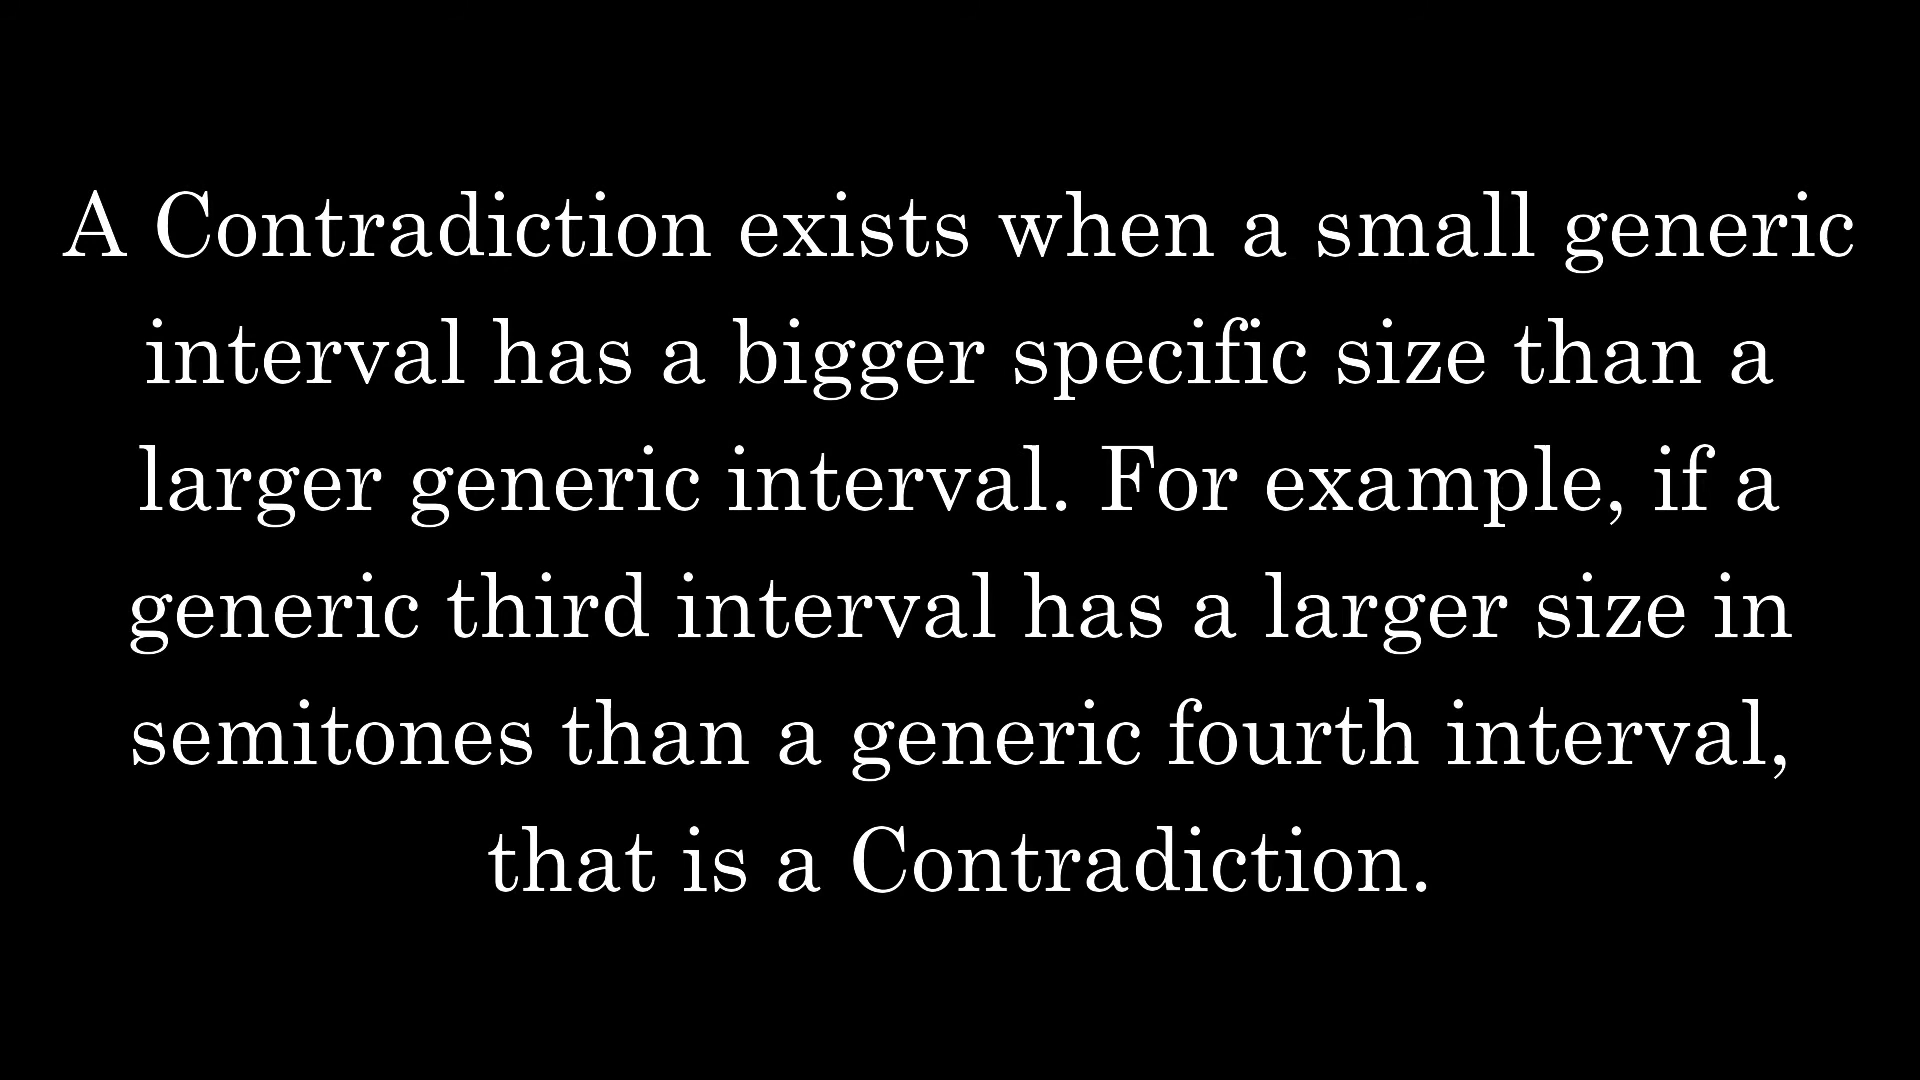 A Contradiction exists when a small generic
interval has a bigger specific size than a
larger generic interval. For example, if a
generic third interval has a larger size in
semitones than a generic fourth interval,
that is a Contradiction.